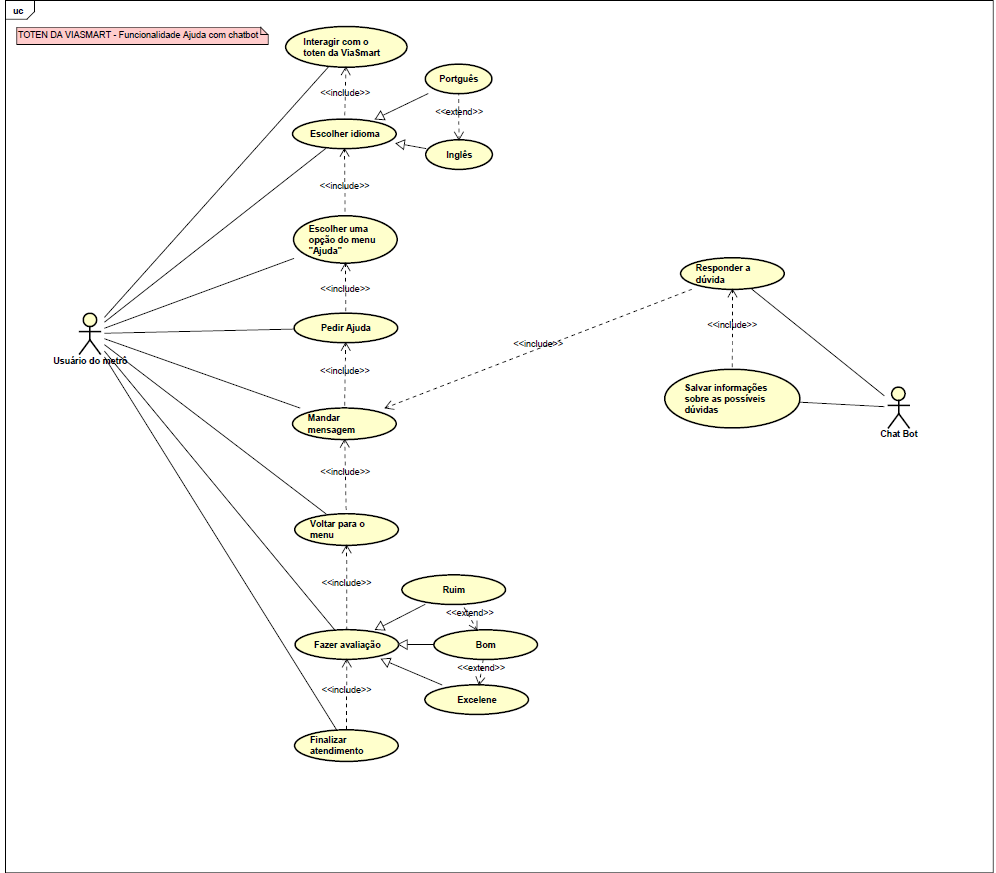 uc
TOTEN DA VIASMART - Funcionalidade Ajuda com chatbot
Interagir com o
toten da ViaSmart
<<include>>
Portguês
<<extend>>
Escolher idioma
Inglês
<<include>>
Escolher uma
opção do menu
"Ajuda"
<<include>>
Responder a
dúvida
Pedir Ajuda
<<include>>
<<include>>
<<include>>
Usuário do metrô
Salvar informações
sobre as possíveis
dúvidas
Mandar
mensagem
Chat Bot
<<include>>
Voltar para o
menu
<<include>>
Ruim
<<extend>>
Fazer avaliação
Bom
<<extend>>
<<include>>
Excelene
Finalizar
atendimento